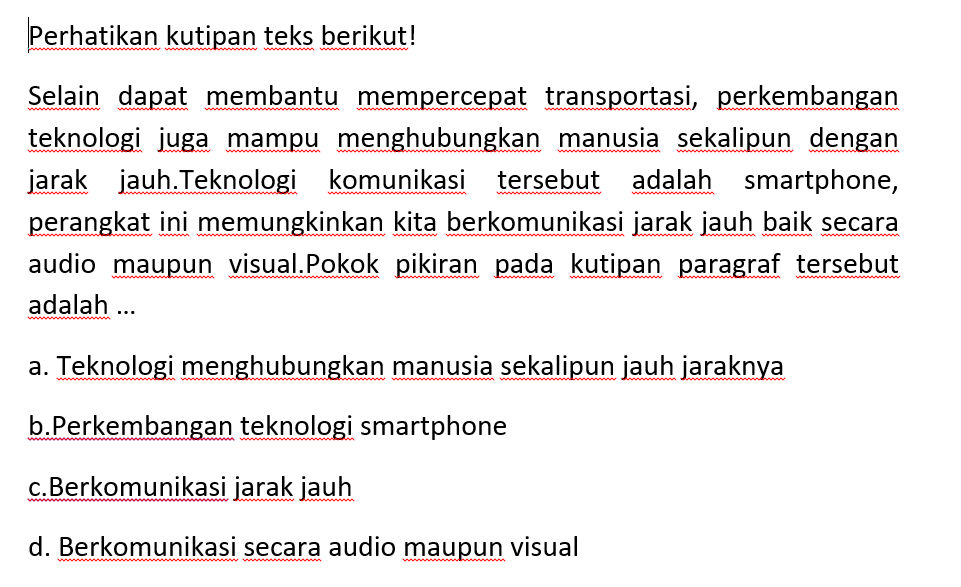 Perhatikan kutipan teks berikut!
Selain dapat membantu mempercepat transportasi, perkembangan
teknologi juga mampu menghubungkan manusia sekalipun dengan
jarak jauh.Teknologi komunikasi tersebut adalah smartphone,
perangkat ini memungkinkan kita berkomunikasi jarak jauh baik secara
audio maupun visual.Pokok pikiran pada kutipan paragraf tersebut
adalah ...
a. Teknologi menghubungkan manusia sekalipun jauh jaraknya
b.Perkembangan teknologi smartphone
c.Berkomunikasi jarak jauh
d. Berkomunikasi secara audio maupun visual